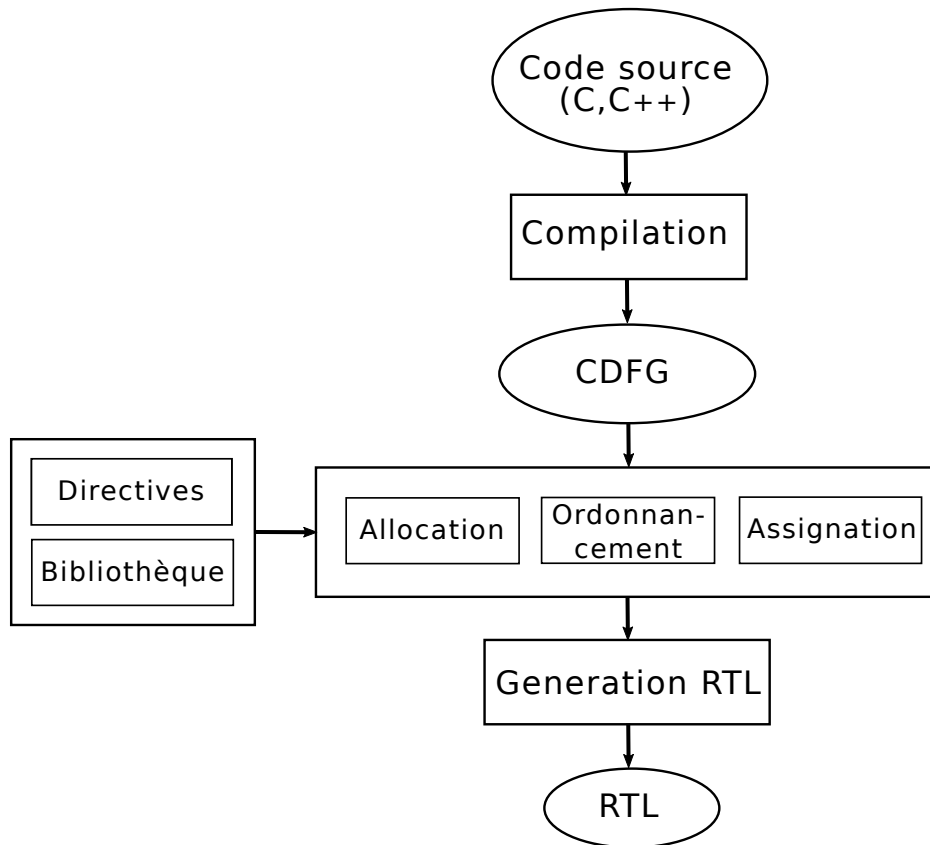 Code source
(C,C++)
Compilation
CDFG
Directives
Bibliothèque
Allocation
Ordonnan-
cement
Assignation
Generation RTL
RTL